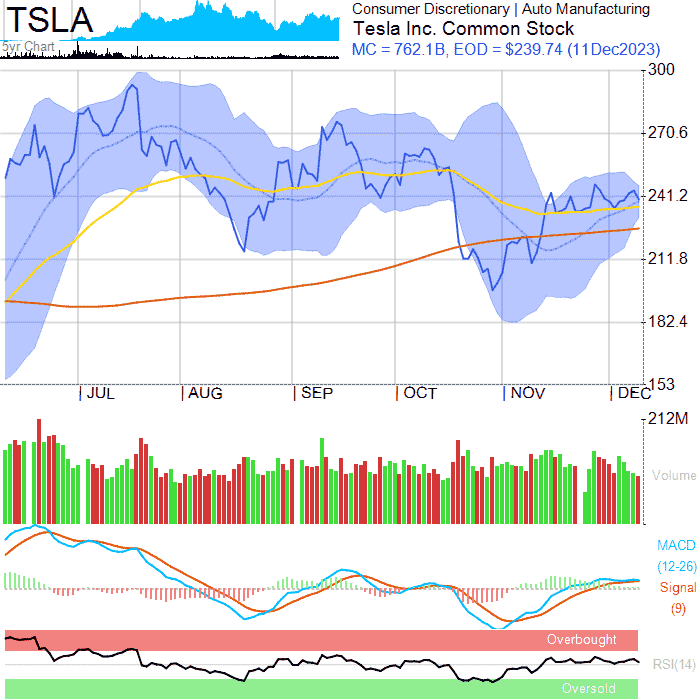 TSLA
5yr Chart
Consumer Discretionary | Auto Manufacturing
Tesla Inc. Common Stock
MC = 762.1B, EOD = $239.74 (11Dec2023)
300
270.6
241.2
211.8
182.4
153
JUL AUG SEP OCT NOV DEC
212M
Volume
MACD
(12-26)
Signal
(9)
Overbought
RSI(14)
Oversold